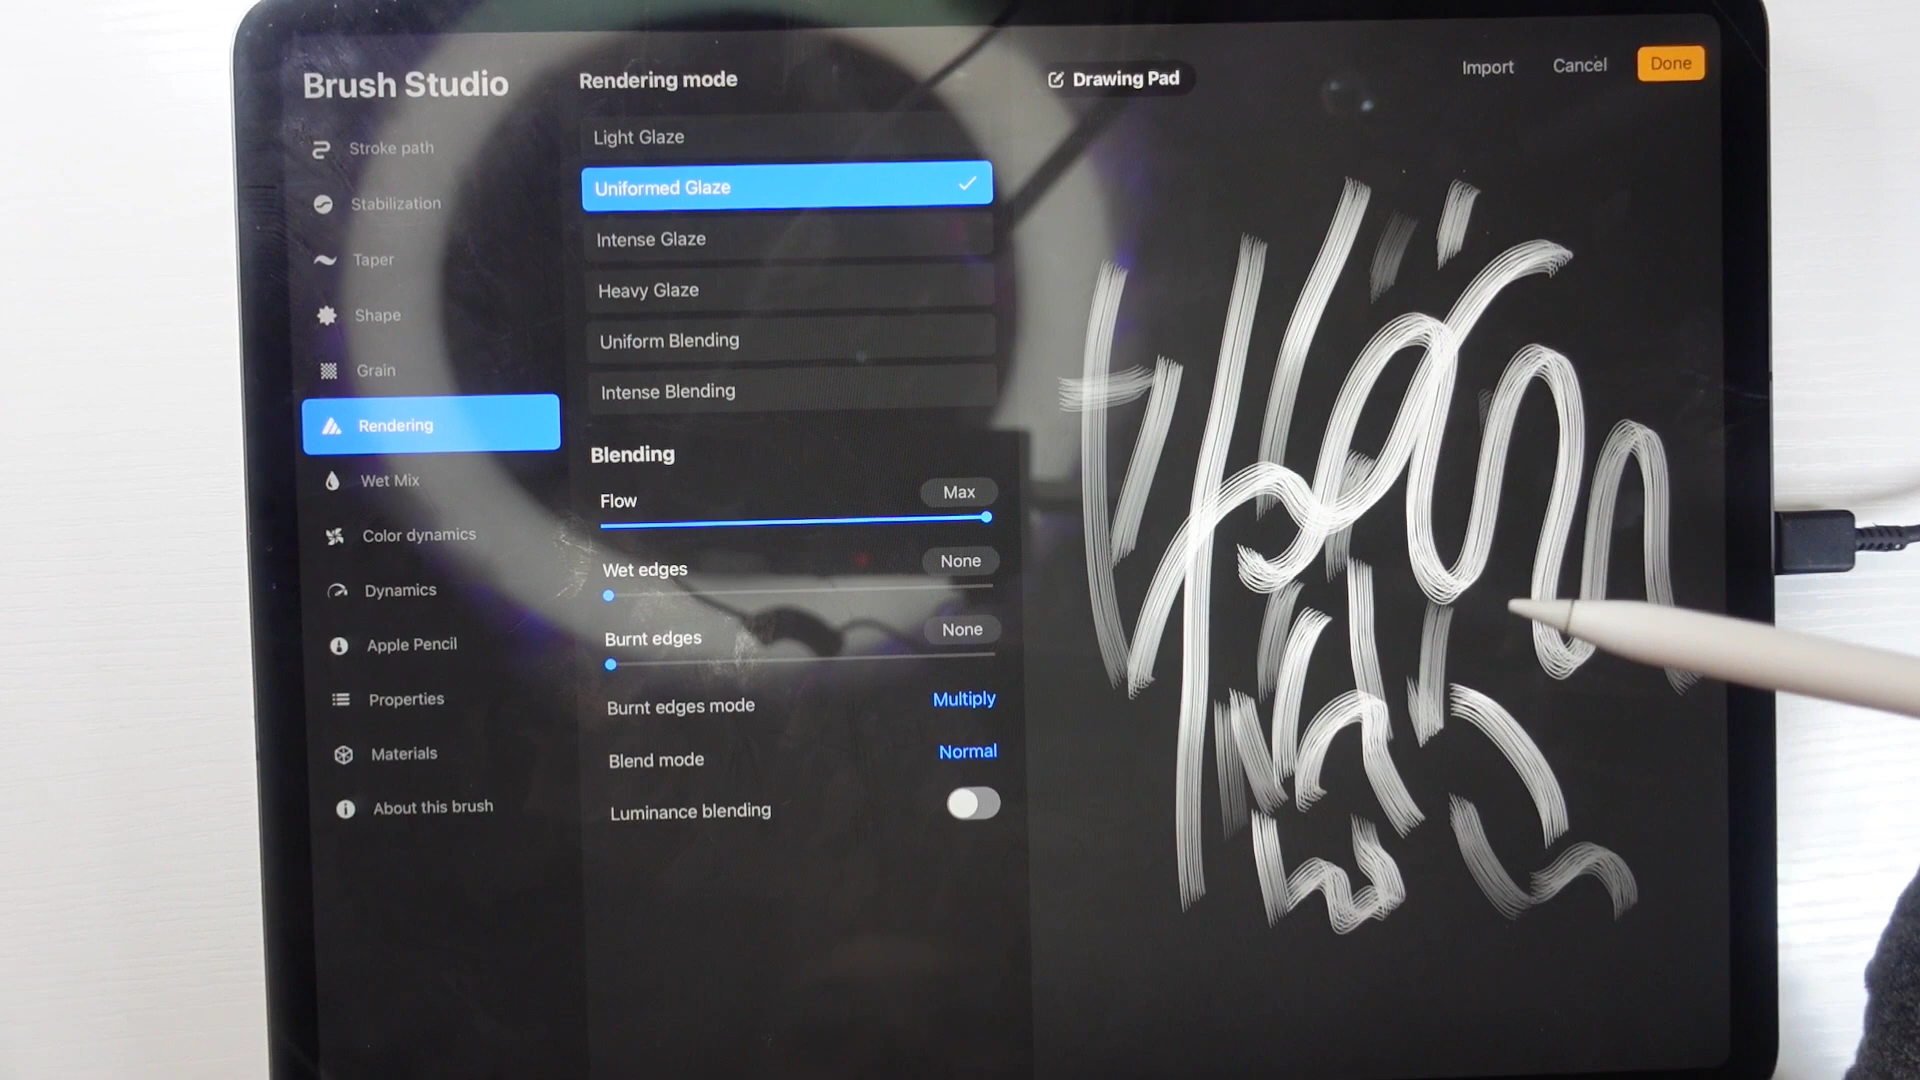 Brush Studio
Stroke path
Stabilization
Taper
Shape
Grain
Rendering
Wet Mix
Color dynamics
Dynamics
Apple Pencil
Properties
Materials
About this brush
Rendering mode
Light Glaze
Uniformed Glaze
Intense Glaze
Heavy Glaze
Uniform Blending
Intense Blending
Blending
Flow Max
Wet edges None
Burnt edges None
Burnt edges mode Multiply
Blend mode Normal
Luminance blending
Drawing Pad
Import Cancel Done